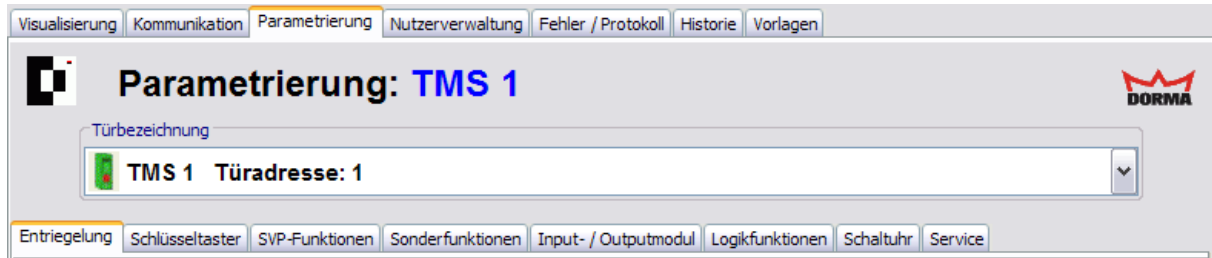 Visualisierung Kommunikation Parametrierung Nutzerverwaltung Fehler / Protokoll Historie Vorlagen
Parametrierung: TMS 1
DORMA
Türbezeichnung
TMS 1 Türadresse: 1
Entriegelung Schlüsseltaster SVP-Funktionen Sonderfunktionen Input- / Outputmodul Logikfunktionen Schaltuhr Service